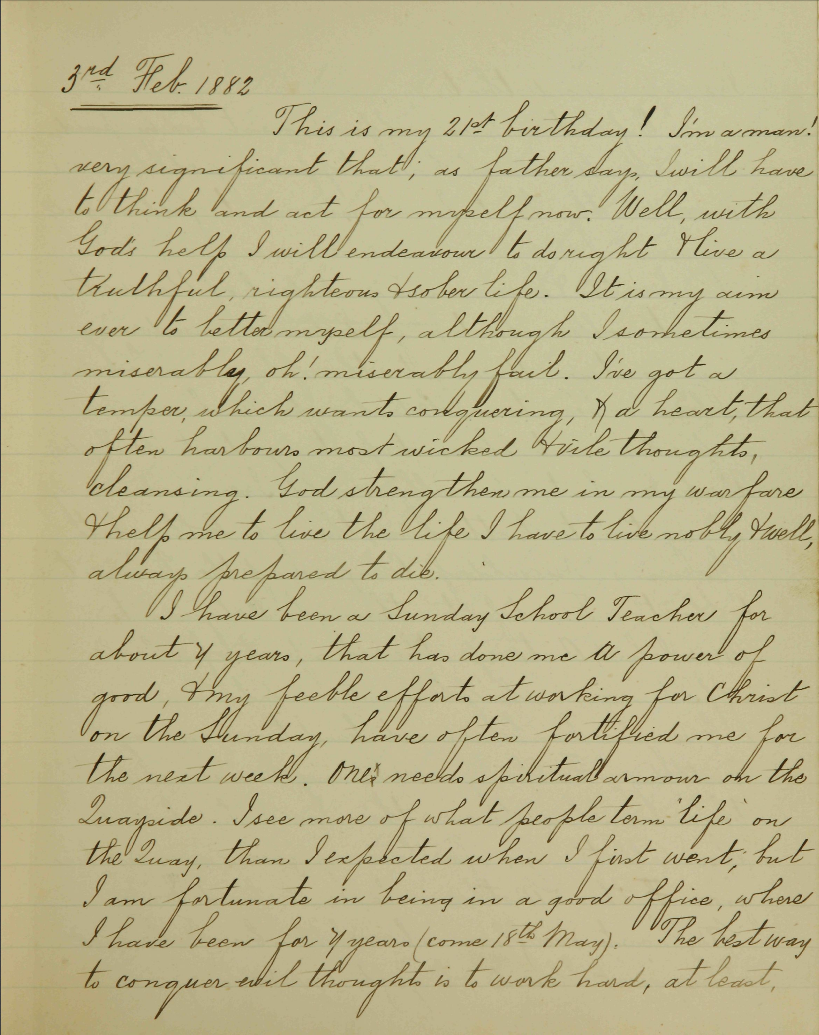 3rd Feb. 1882
This is my 21st birthday! I'm a man!
very significant that; as father say, I will have
to think and act for myself now. Well, with
God's help I will endeavour to do right & live a
truthful, righteous & sober life. It is my aim
ever to better myself, although I sometimes
miserably, oh! miserably fail. I've got a
temper, which wants conquering, & a heart, that
often harbours most wicked & vile thoughts,
cleansing. God strengthen me in my warfare
& help me to live the life I have to live nobly & well,
always prepared to die.
I have been a Sunday School Teacher for
about 4 years, that has done me a power of
good, & my feeble efforts at working for Christ
on the Sunday, have often fortified me for
the next week. One needs spiritual armour on the
Quayside. I see more of what people term 'life' on
the Quay, than I expected when I first went; but
I am fortunate in being in a good office, where
I have been for 4 years (come 18th May). The best way
to conquer evil thoughts is to work hard, at least,